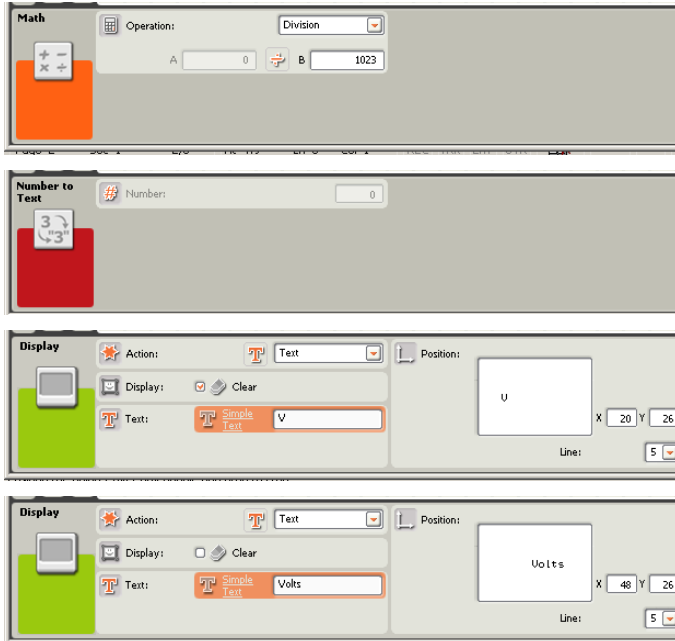 Math
Operation: Division
A 0 B 1023
Number to
Text
Number: 0
3
"3"
Display
Action: T Text
Position:
Display: Clear
V
Text: T Simple Text V
X 20 Y 26
Line: 5
Display
Action: T Text
Position:
Display: Clear
Volts
Text: T Simple Text Volts
X 48 Y 26
Line: 5